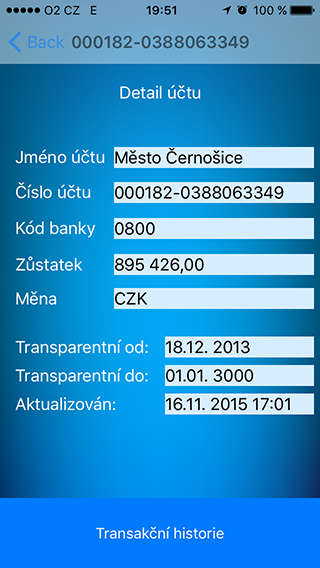 O2 CZ E 19:51 100 %
Back 000182-0388063349
Detail účtu
Jméno účtu Město Černošice
Číslo účtu 000182-0388063349
Kód banky 0800
Zůstatek 895 426,00
Měna CZK
Transparentní od: 18.12. 2013
Transparentní do: 01.01. 3000
Aktualizován: 16.11. 2015 17:01
Transakční historie